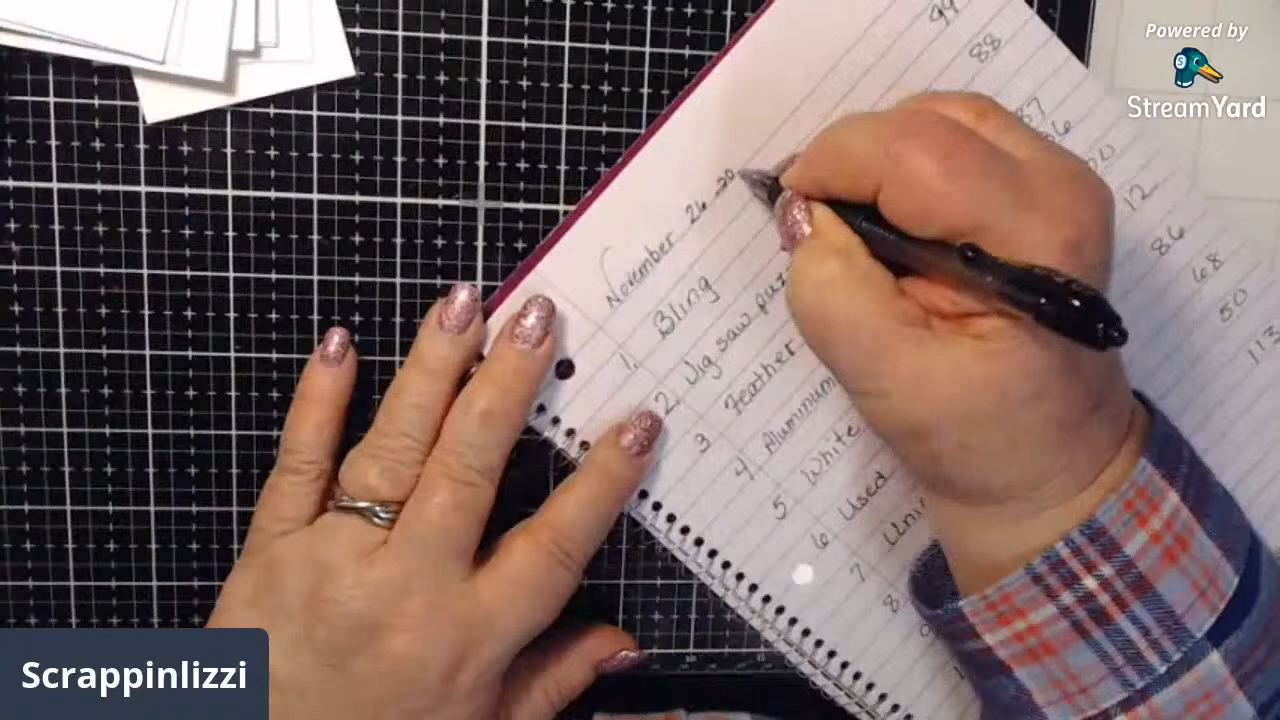 Powered by
StreamYard
99
88
November 26-20
1. Bling
2. Jig saw puz
3 Feather
4 Aluminum
5 White
6 Used
7 Uni
8
12
86
68
50
113
Scrappinlizzi